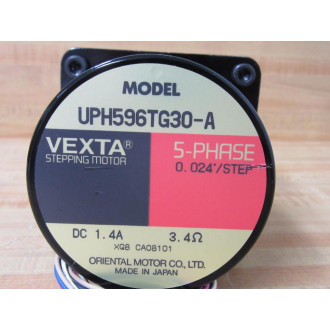 MODEL
UPH596TG30-A
VEXTA®
STEPPING MOTOR
5-PHASE
0.024°/STEP
DC 1.4A 3.4Ω
XQ8 CA08101
ORIENTAL MOTOR CO., LTD.
MADE IN JAPAN